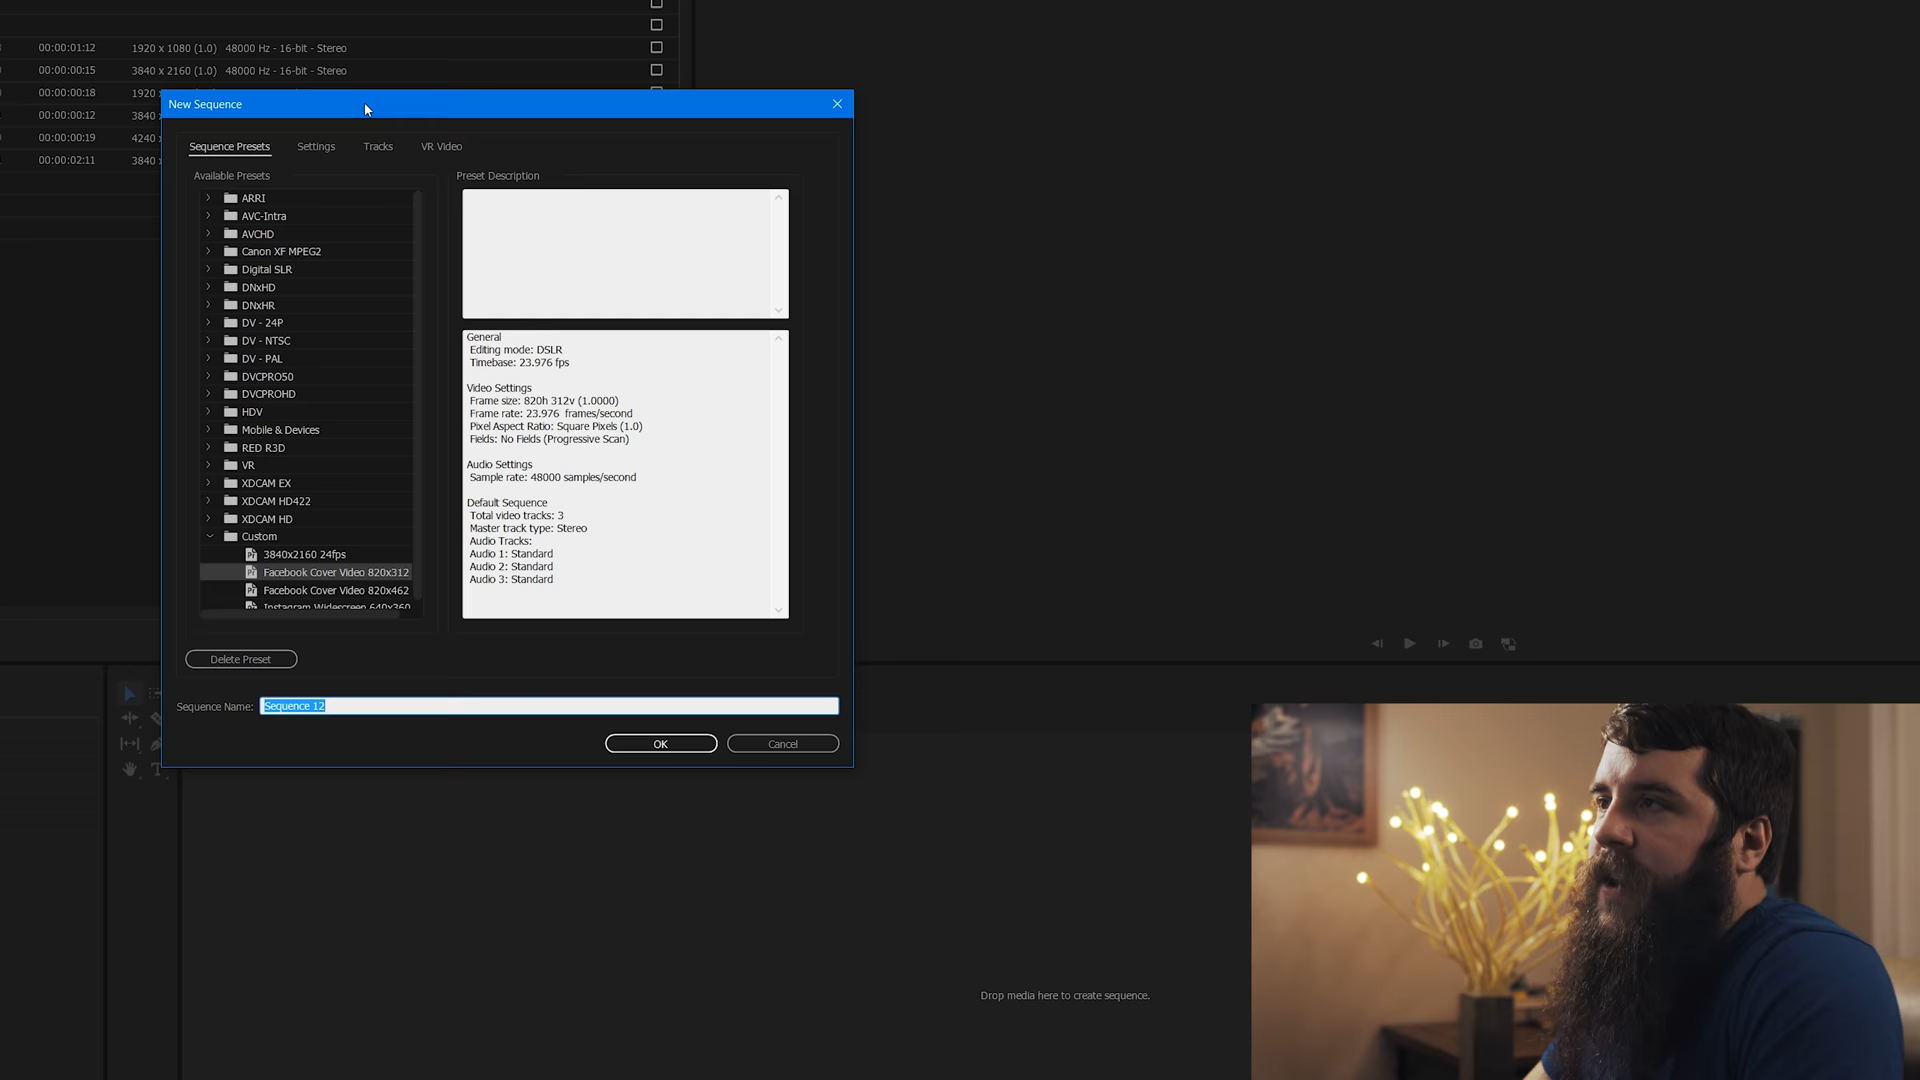 00:00:01:12 1920 x 1080 (1.0) 48000 Hz - 16-bit - Stereo
00:00:00:15 3840 x 2160 (1.0) 48000 Hz - 16-bit - Stereo
00:00:00:18 1920
00:00:00:12 3840
00:00:00:19 4240
00:00:02:11 3840
New Sequence
Sequence Presets Settings Tracks VR Video
Available Presets
ARRI
AVC-Intra
AVCHD
Canon XF MPEG2
Digital SLR
DNxHD
DNxHR
DV - 24P
DV - NTSC
DV - PAL
DVCPRO50
DVCPROHD
HDV
Mobile & Devices
RED R3D
VR
XDCAM EX
XDCAM HD422
XDCAM HD
Custom
3840x2160 24fps
Facebook Cover Video 820x312
Facebook Cover Video 820x462
Instagram Widescreen 640x360
Preset Description
General
Editing mode: DSLR
Timebase: 23.976 fps
Video Settings
Frame size: 820h 312v (1.0000)
Frame rate: 23.976 frames/second
Pixel Aspect Ratio: Square Pixels (1.0)
Fields: No Fields (Progressive Scan)
Audio Settings
Sample rate: 48000 samples/second
Default Sequence
Total video tracks: 3
Master track type: Stereo
Audio Tracks:
Audio 1: Standard
Audio 2: Standard
Audio 3: Standard
Delete Preset
Sequence Name: Sequence 12
OK Cancel
Drop media here to create sequence.